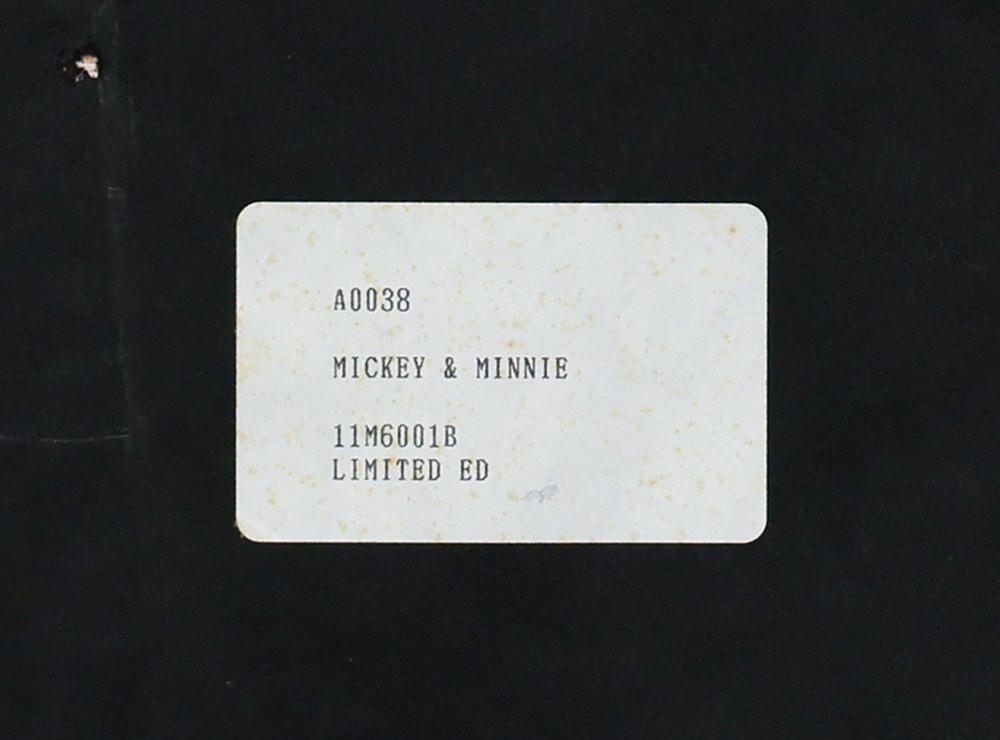 A0038
MICKEY & MINNIE
11M6001B
LIMITED ED